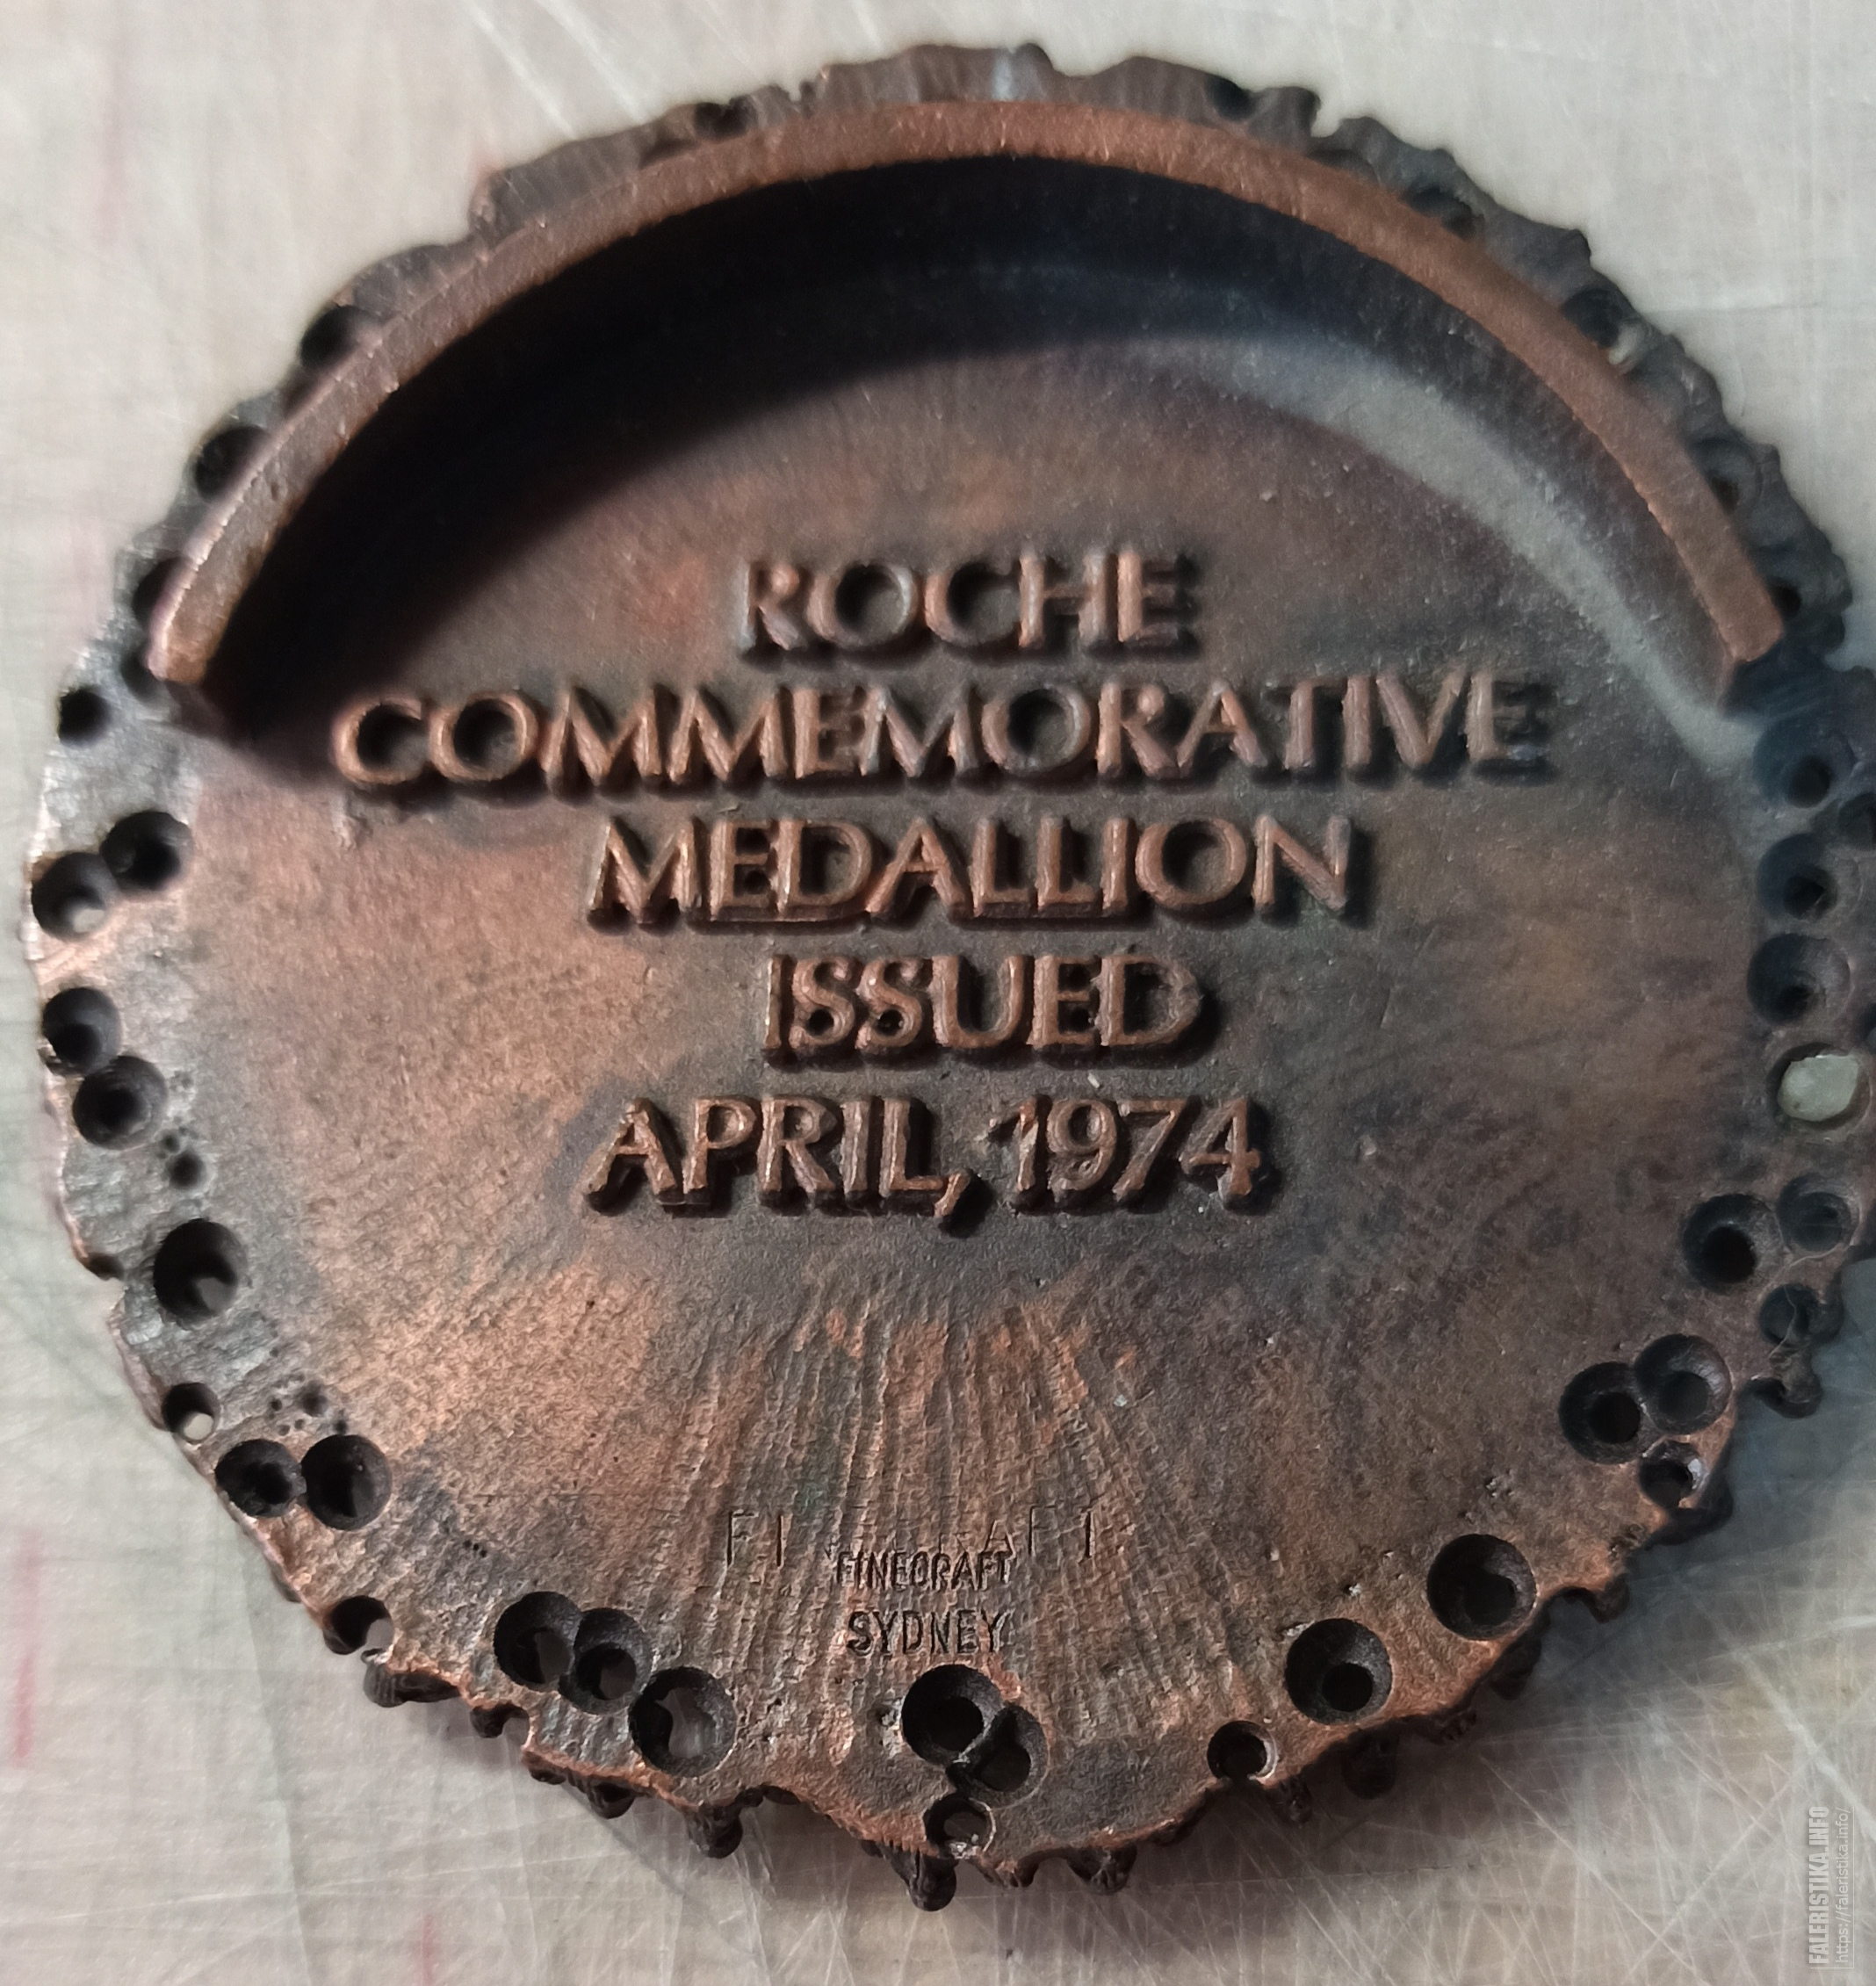 ROCHE
COMMEMORATIVE
MEDALLION
ISSUED
APRIL, 1974
FINECRAFT
SYDNEY
FALERISTIKA.INFO
https://faleristika.info/